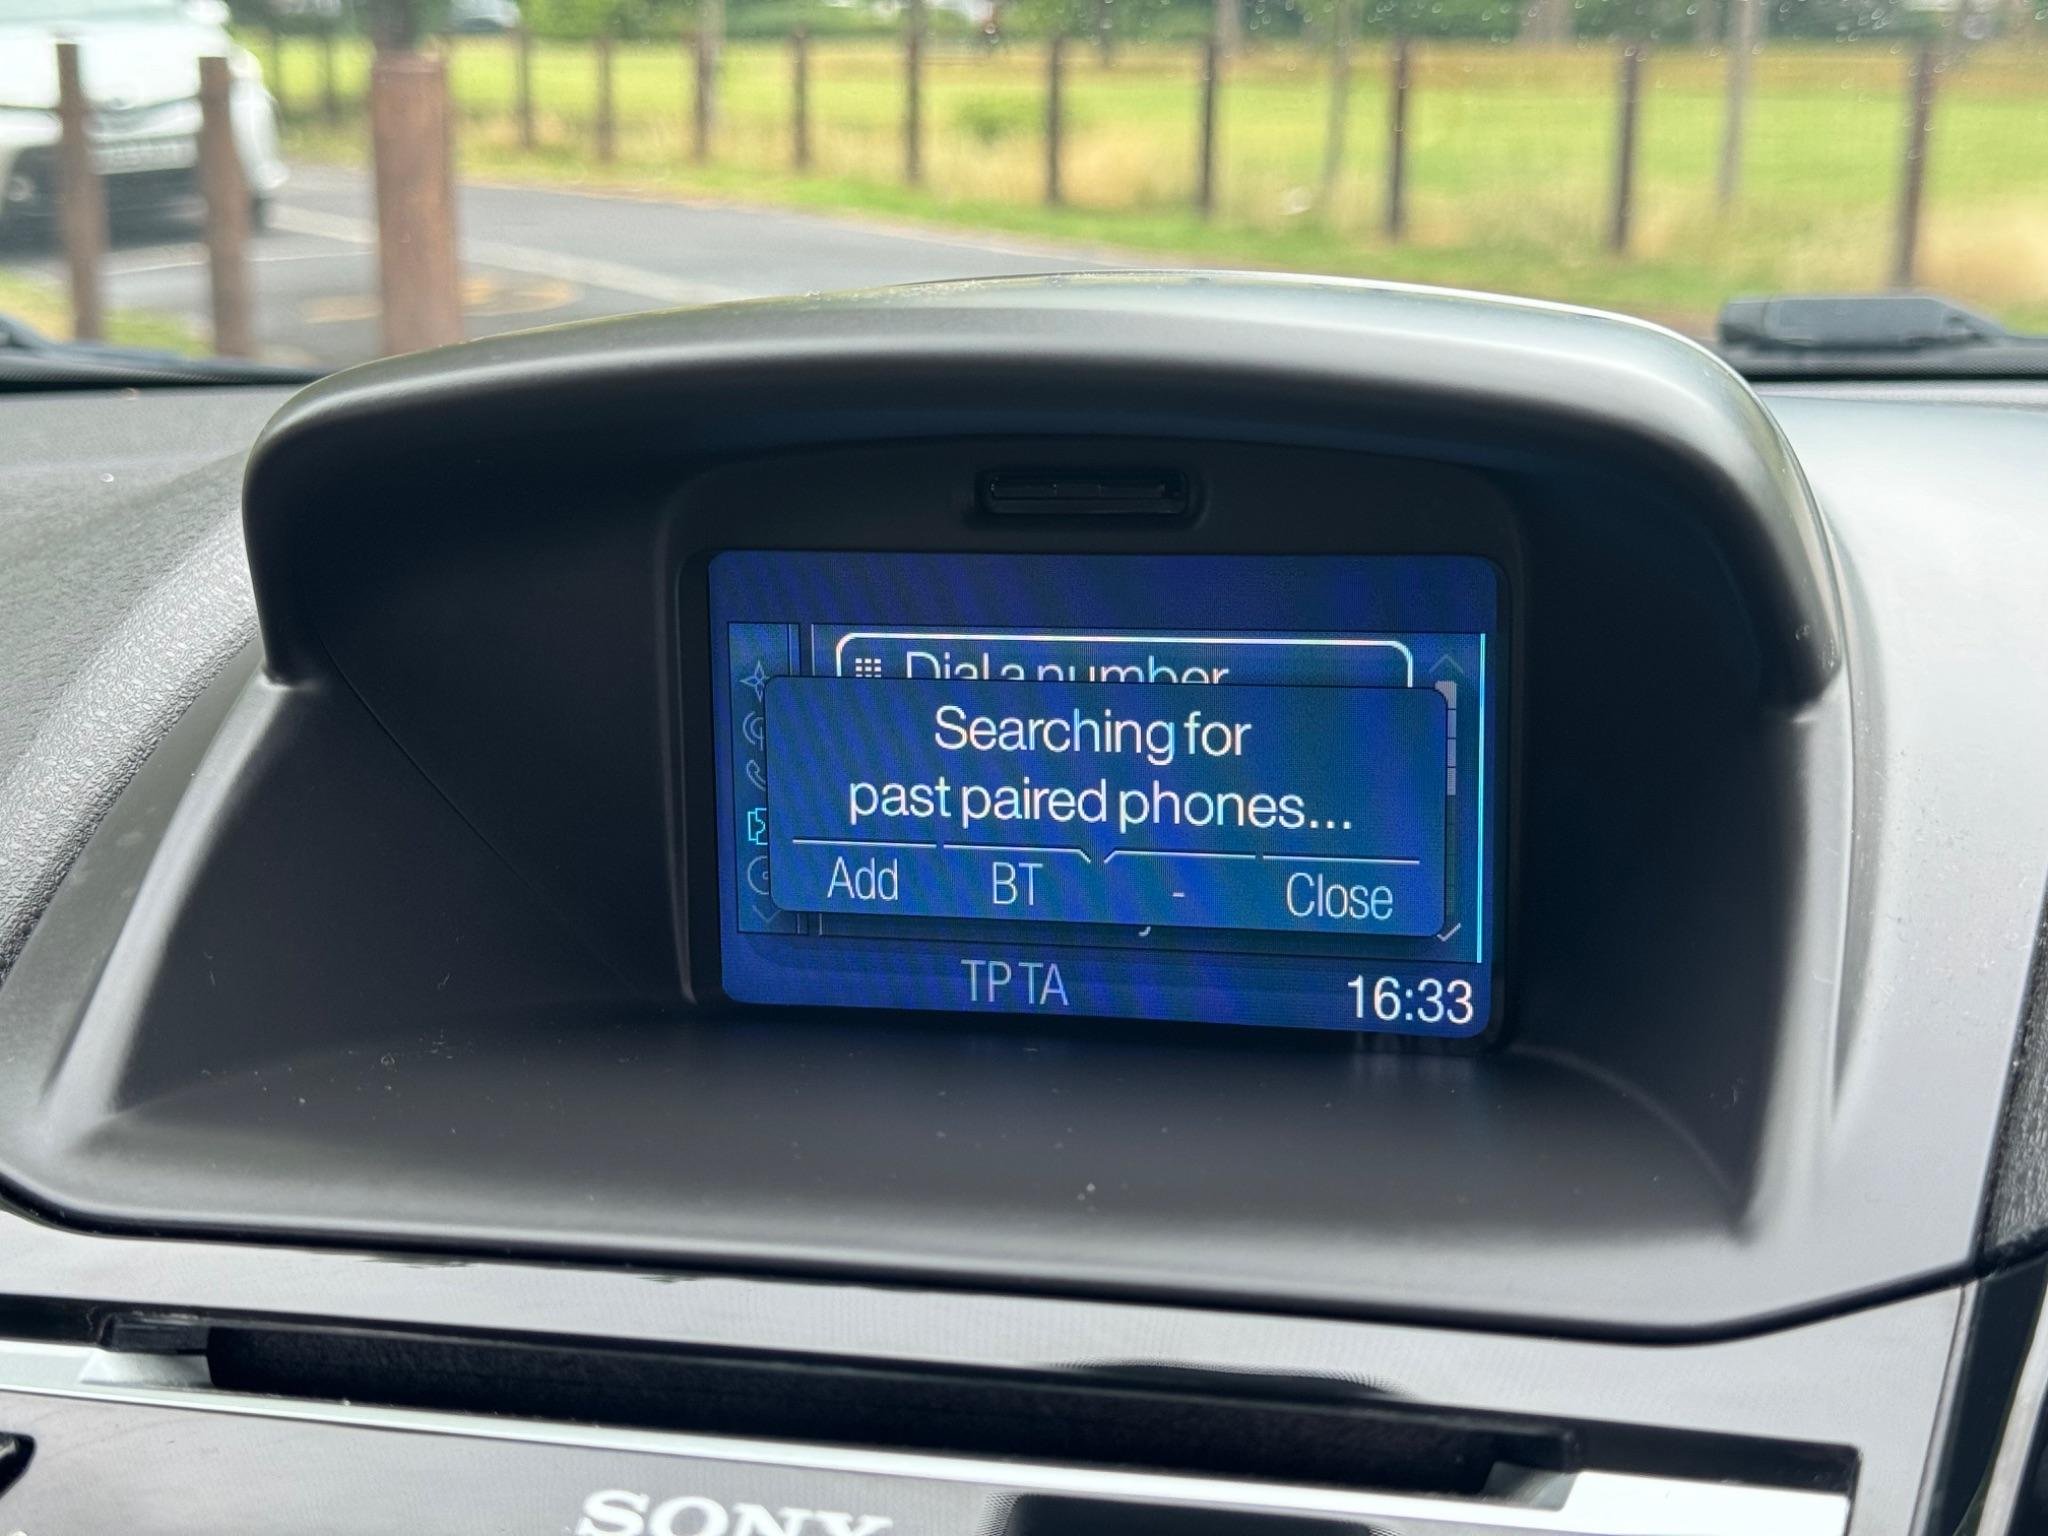 Dial a number
Searching for
past paired phones...
Add BT - Close
TP TA 16:33
SONY